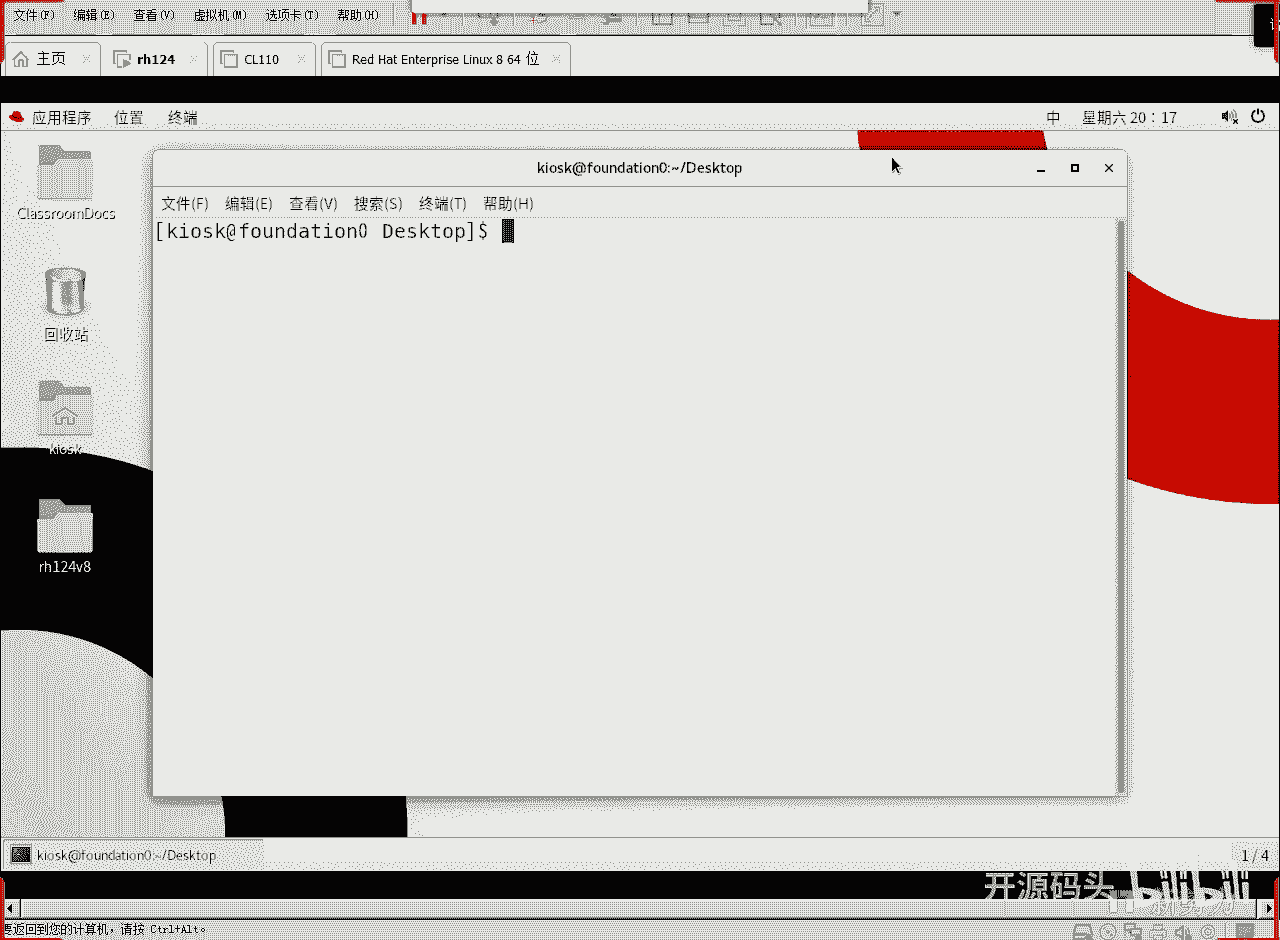 文件(F) 编辑(E) 查看(V) 虚拟机(M) 选项卡(T) 帮助(H)
主页 rh124 CL110 Red Hat Enterprise Linux 8 64 位
应用程序 位置 终端 中 星期六 20：17
ClassroomDocs
回收站
kiosk
rh124v8
kiosk@foundation0:~/Desktop
文件(F) 编辑(E) 查看(V) 搜索(S) 终端(T) 帮助(H)
[kiosk@foundation0 Desktop]$
kiosk@foundation0:~/Desktop
1 / 4
开源码头 bilibili
要返回到您的计算机，请按 Ctrl+Alt。